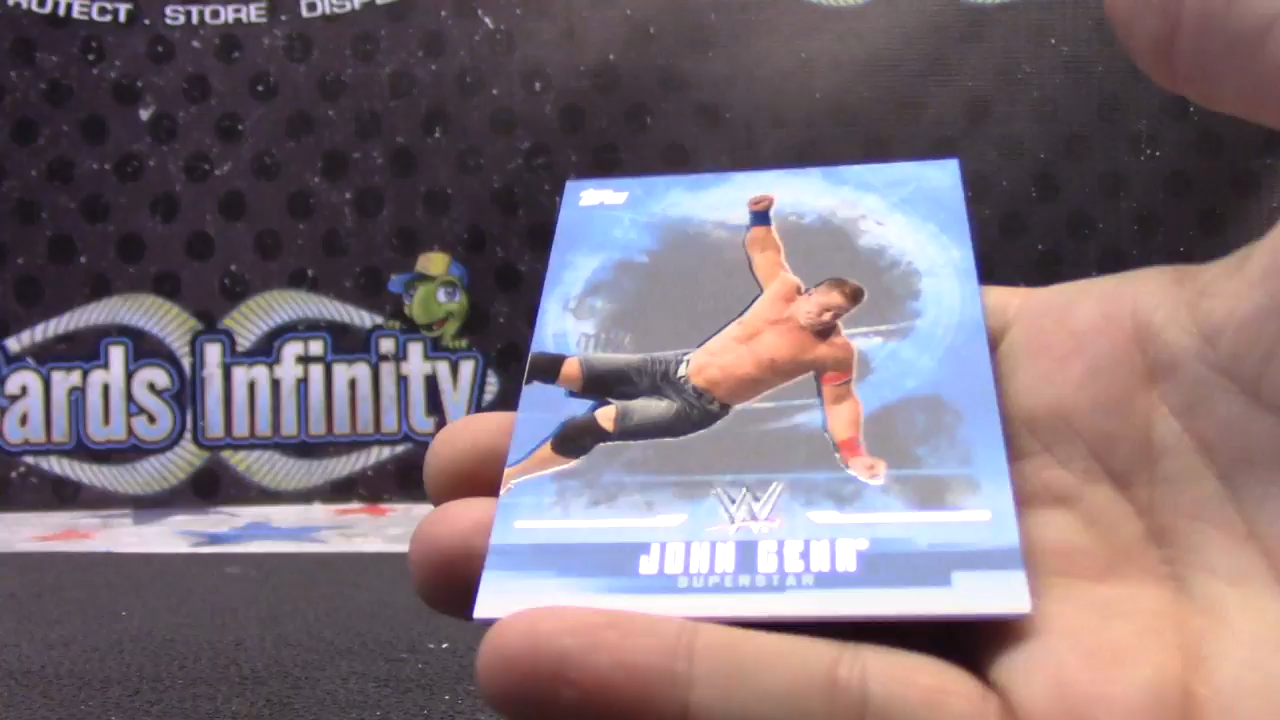 ROTECT . STORE . DISP
ards Infinity
Topps
W
JOHN CENA®
SUPERSTAR